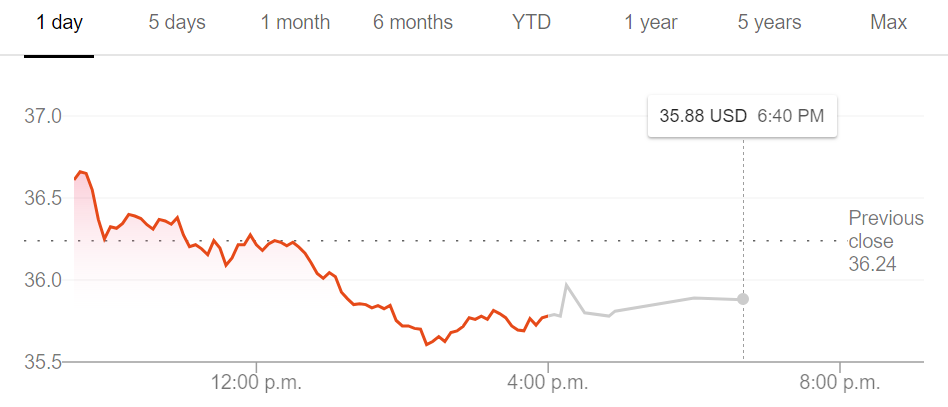 1 day 5 days 1 month 6 months YTD 1 year 5 years Max
37.0
35.88 USD 6:40 PM
36.5
Previous
close
36.24
36.0
35.5
12:00 p.m. 4:00 p.m. 8:00 p.m.